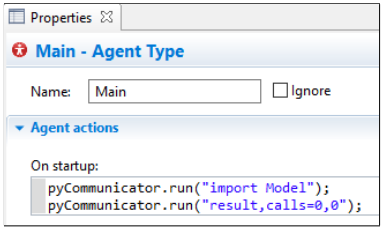 Properties
Main - Agent Type
Name: Main Ignore
Agent actions
On startup:
pyCommunicator.run("import Model");
pyCommunicator.run("result,calls=0,0");